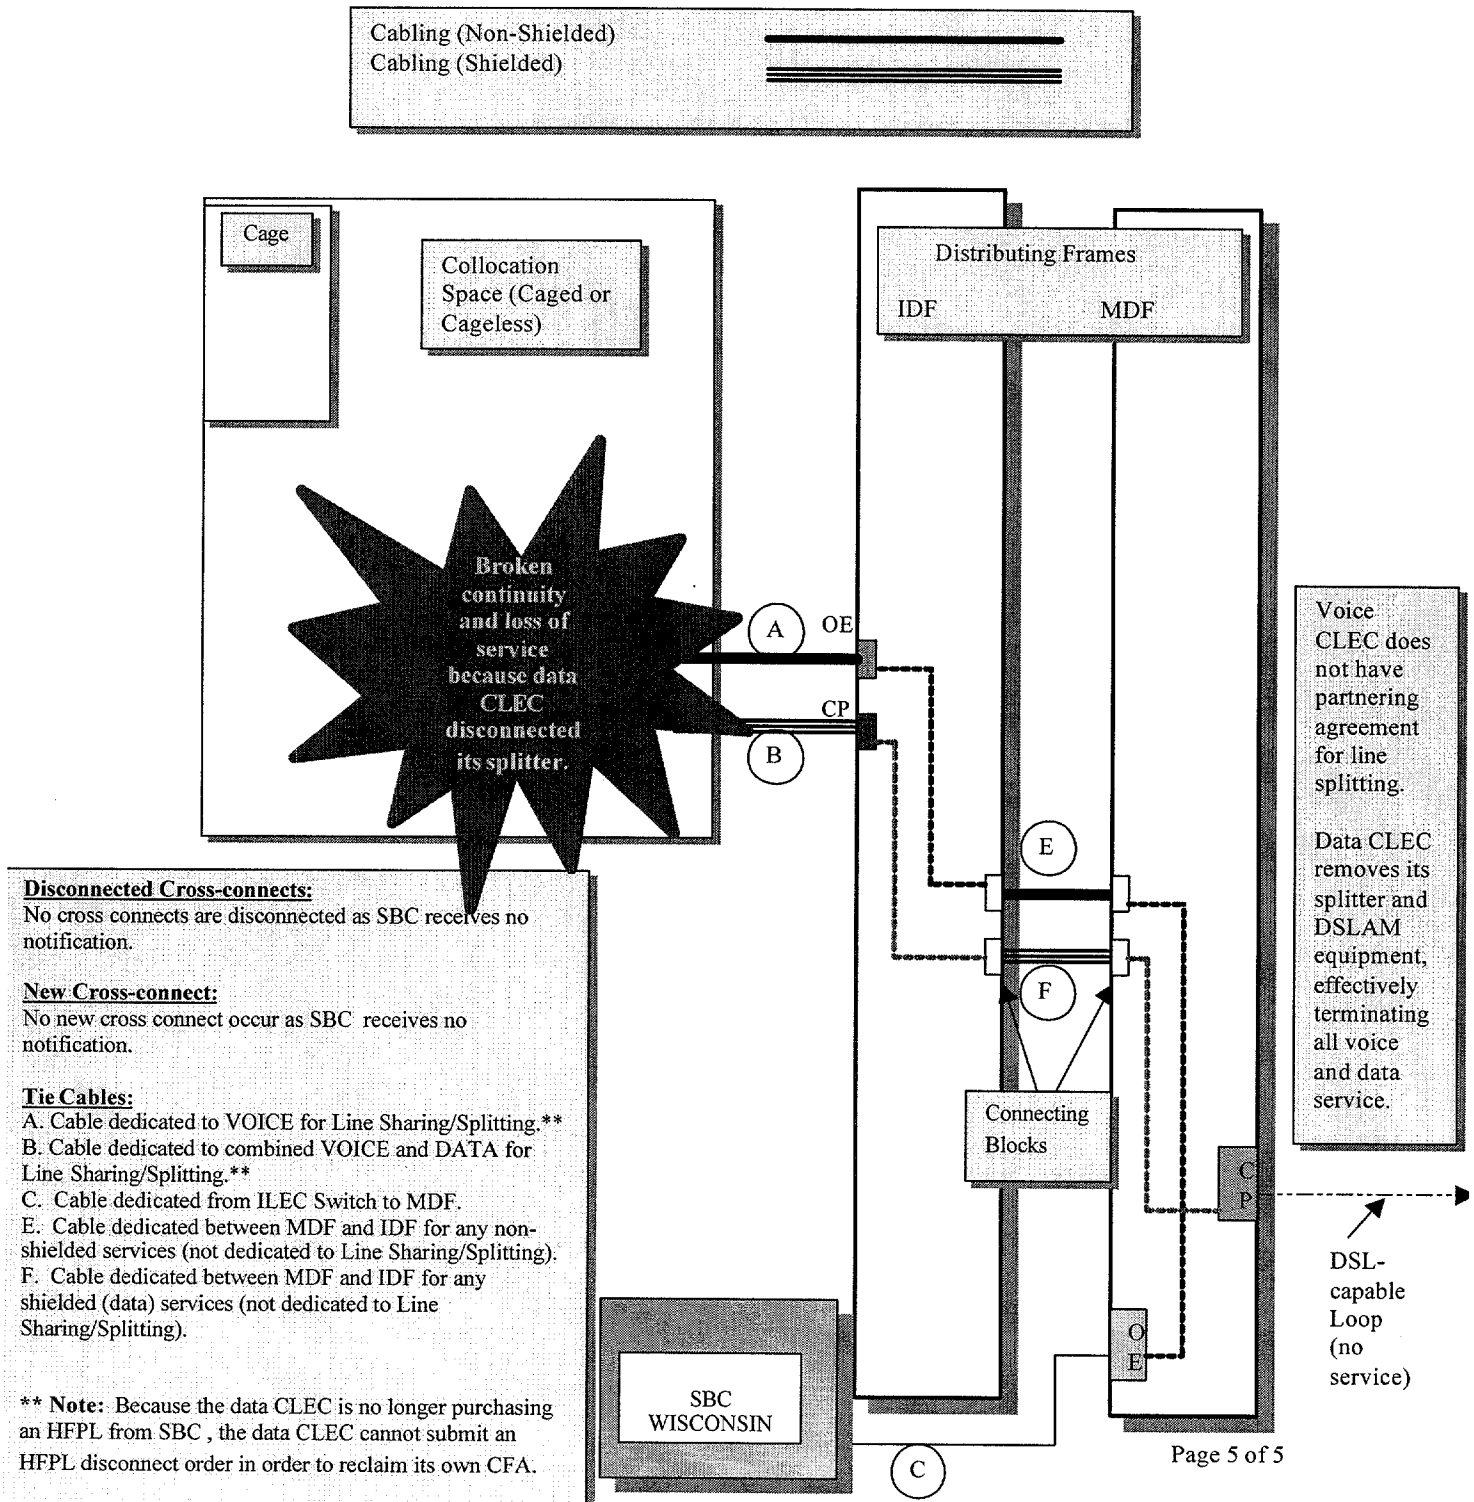 Cabling (Non-Shielded)
Cabling (Shielded)
Cage
Collocation
Space (Caged or
Cageless)
Distributing Frames
IDF
MDF
Broken
continuity
and loss of
service
because data
CLEC
disconnected
its splitter.
A
OE
CP
B
E
F
Connecting
Blocks
Voice
CLEC does
not have
partnering
agreement
for line
splitting.
Data CLEC
removes its
splitter and
DSLAM
equipment,
effectively
terminating
all voice
and data
service.
C
P
DSL-
capable
Loop
(no
service)
O
E
Disconnected Cross-connects:
No cross connects are disconnected as SBC receives no
notification.
New Cross-connect:
No new cross connect occur as SBC receives no
notification.
Tie Cables:
A. Cable dedicated to VOICE for Line Sharing/Splitting.**
B. Cable dedicated to combined VOICE and DATA for
Line Sharing/Splitting.**
C. Cable dedicated from ILEC Switch to MDF.
E. Cable dedicated between MDF and IDF for any non-
shielded services (not dedicated to Line Sharing/Splitting).
F. Cable dedicated between MDF and IDF for any
shielded (data) services (not dedicated to Line
Sharing/Splitting).
** Note: Because the data CLEC is no longer purchasing
an HFPL from SBC , the data CLEC cannot submit an
HFPL disconnect order in order to reclaim its own CFA.
SBC
WISCONSIN
C
Page 5 of 5